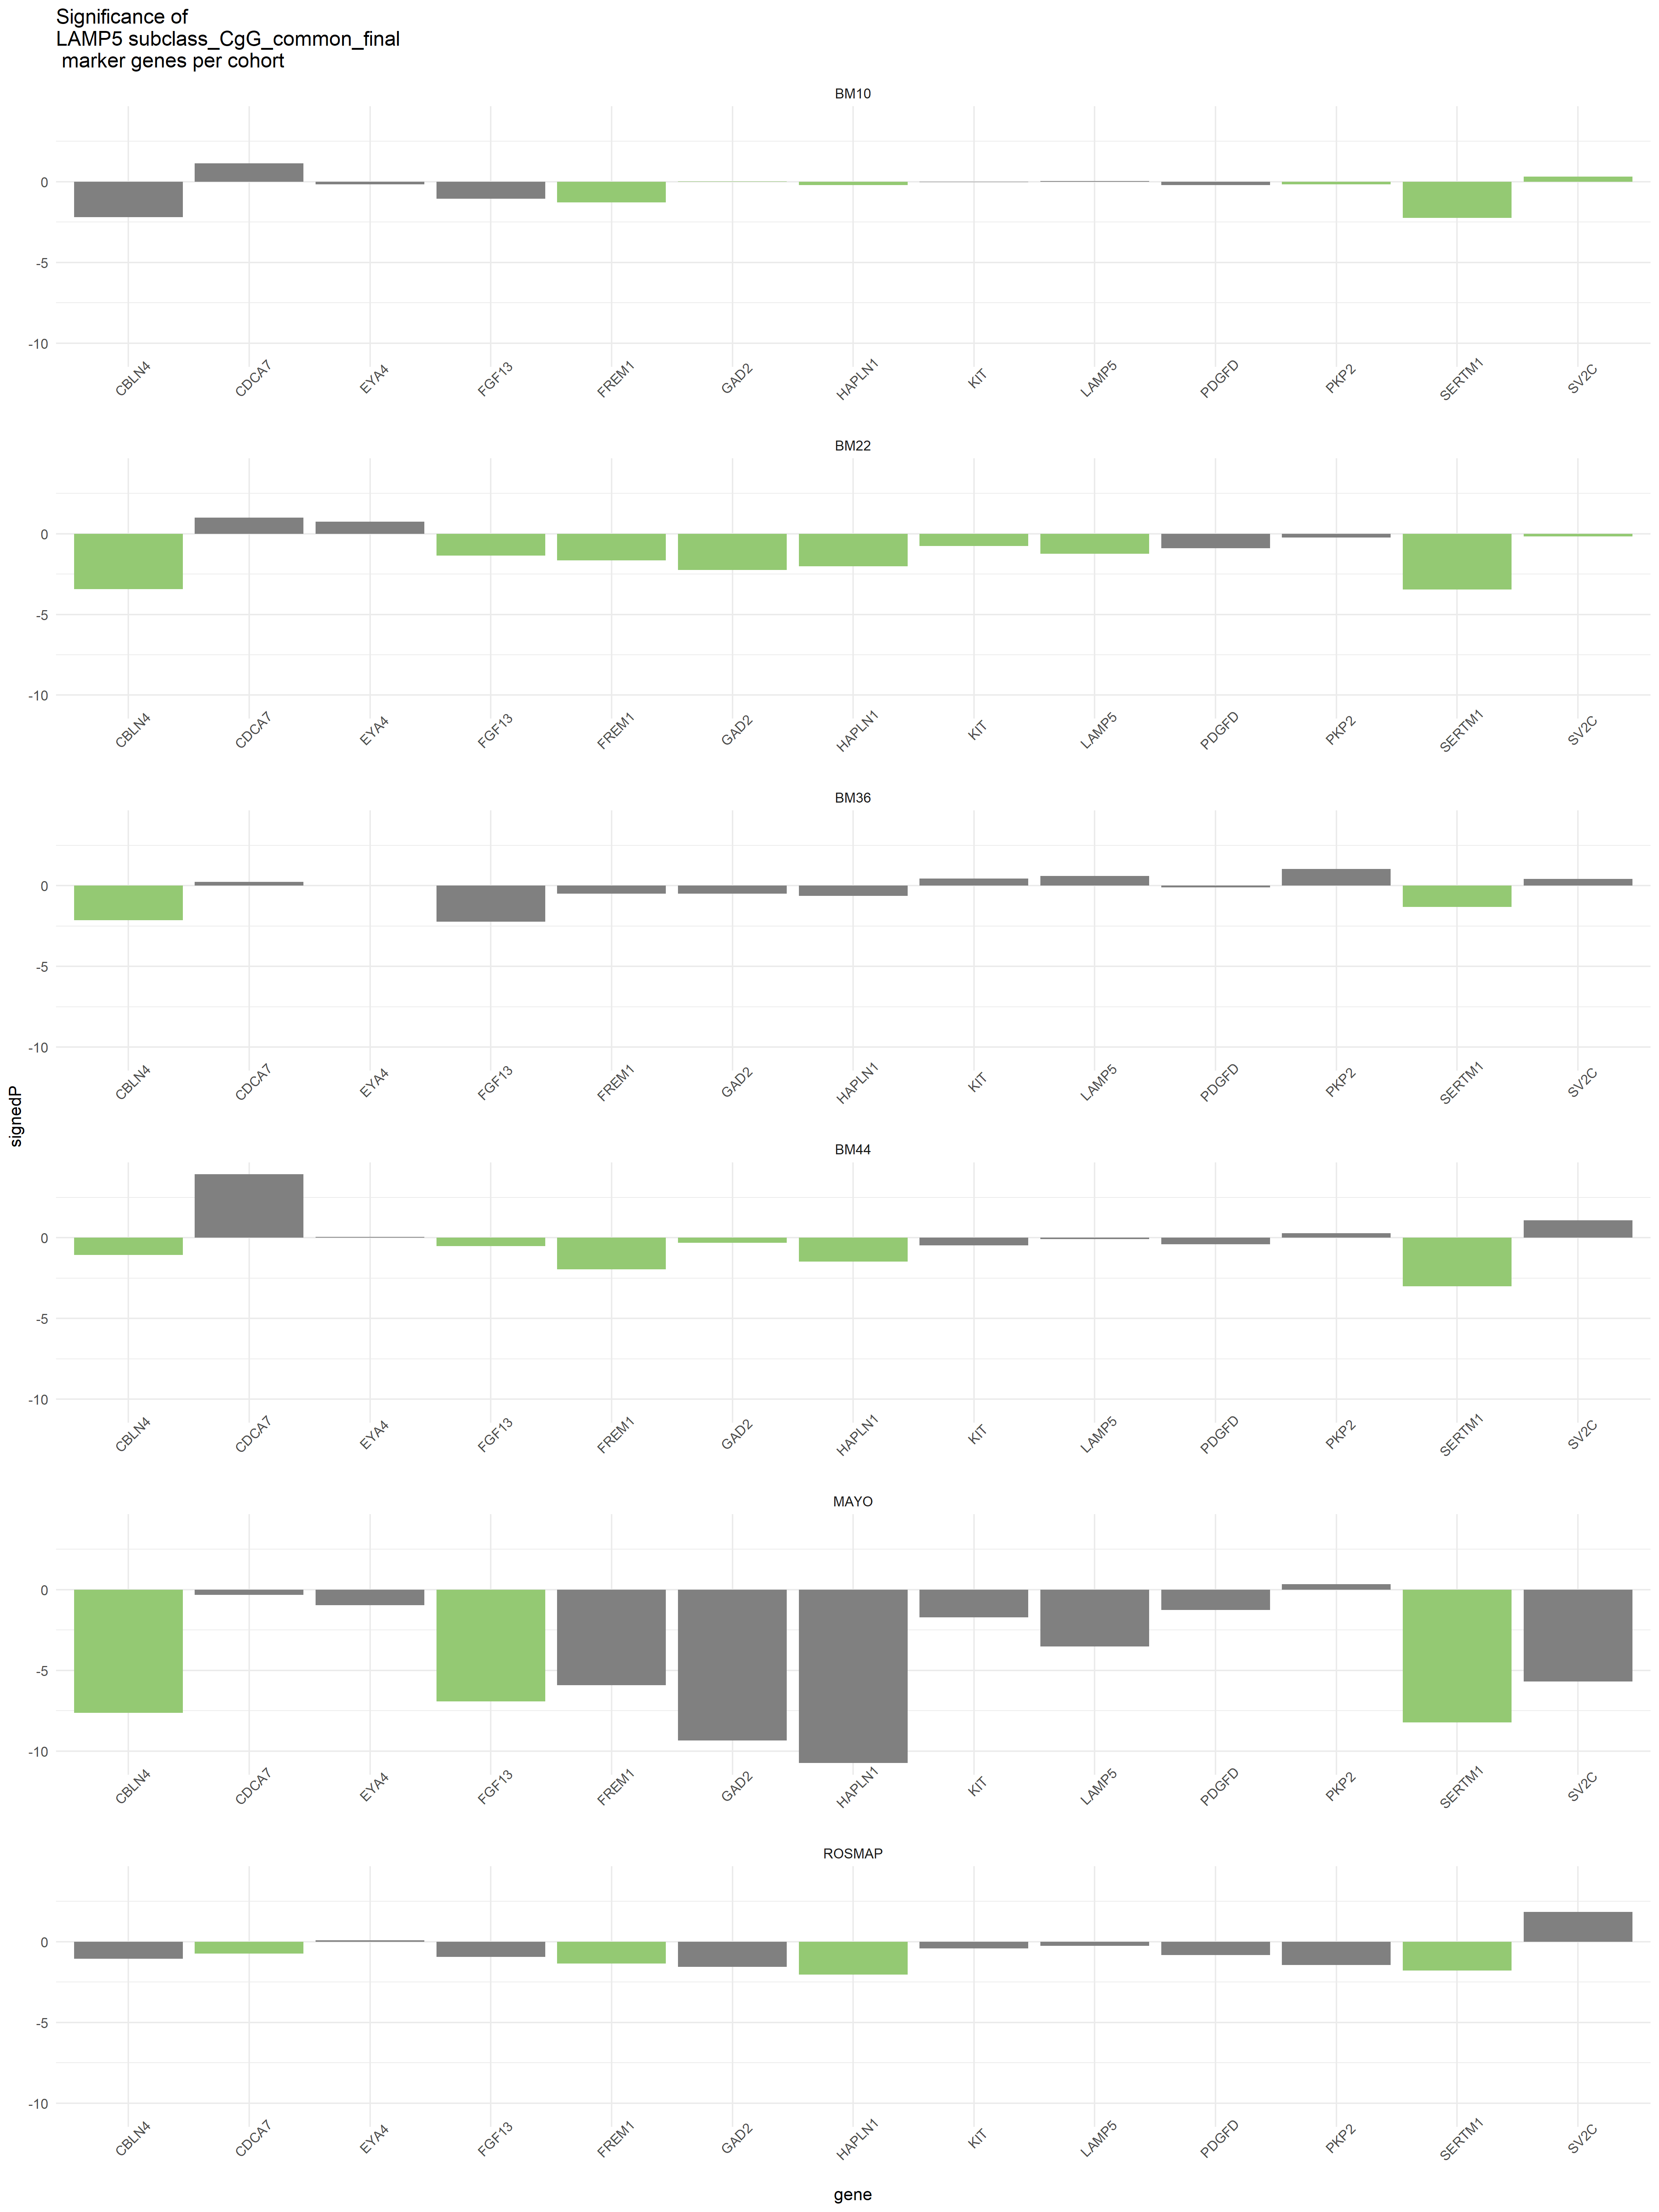 Significance of
LAMP5 subclass_CgG_common_final
marker genes per cohort
BM10
0
-5
-10
CBLN4 CDCA7 EYA4 FGF13 FREM1 GAD2 HAPLN1 KIT LAMP5 PDGFD PKP2 SERTM1 SV2C
BM22
0
-5
-10
CBLN4 CDCA7 EYA4 FGF13 FREM1 GAD2 HAPLN1 KIT LAMP5 PDGFD PKP2 SERTM1 SV2C
BM36
0
-5
-10
CBLN4 CDCA7 EYA4 FGF13 FREM1 GAD2 HAPLN1 KIT LAMP5 PDGFD PKP2 SERTM1 SV2C
signedP
BM44
0
-5
-10
CBLN4 CDCA7 EYA4 FGF13 FREM1 GAD2 HAPLN1 KIT LAMP5 PDGFD PKP2 SERTM1 SV2C
MAYO
0
-5
-10
CBLN4 CDCA7 EYA4 FGF13 FREM1 GAD2 HAPLN1 KIT LAMP5 PDGFD PKP2 SERTM1 SV2C
ROSMAP
0
-5
-10
CBLN4 CDCA7 EYA4 FGF13 FREM1 GAD2 HAPLN1 KIT LAMP5 PDGFD PKP2 SERTM1 SV2C
gene